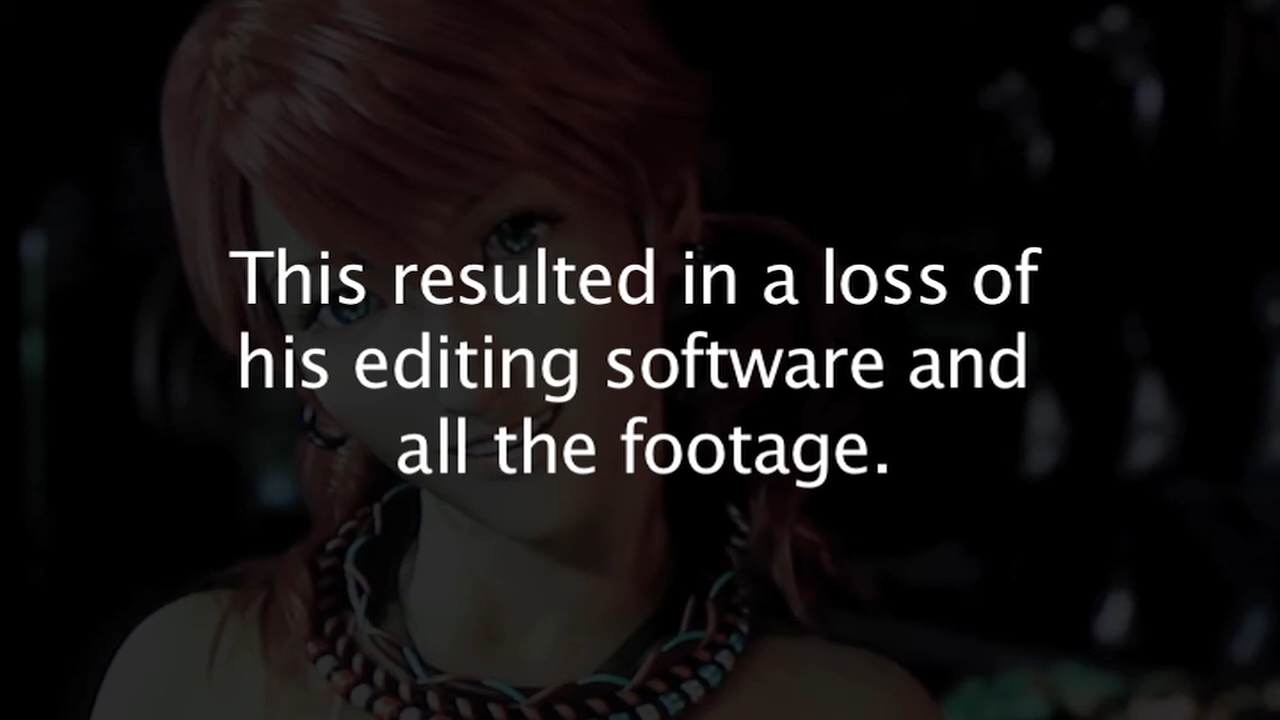 This resulted in a loss of
his editing software and
all the footage.